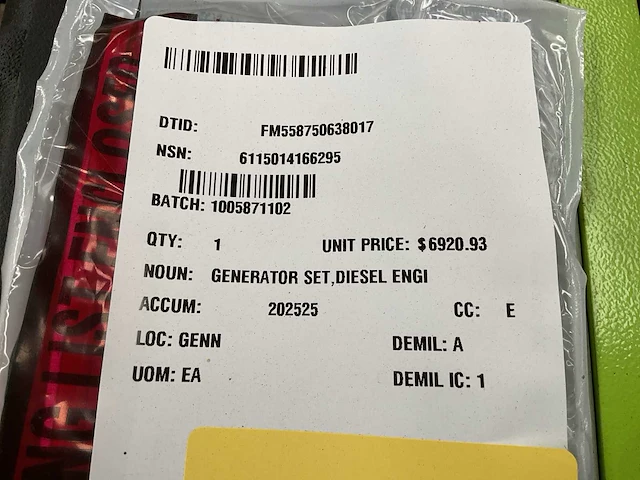 DTID: FM558750638017
NSN: 6115014166295
BATCH: 1005871102
QTY: 1 UNIT PRICE: $6920.93
NOUN: GENERATOR SET,DIESEL ENGI
ACCUM: 202525 CC: E
LOC: GENN DEMIL: A
UOM: EA DEMIL IC: 1